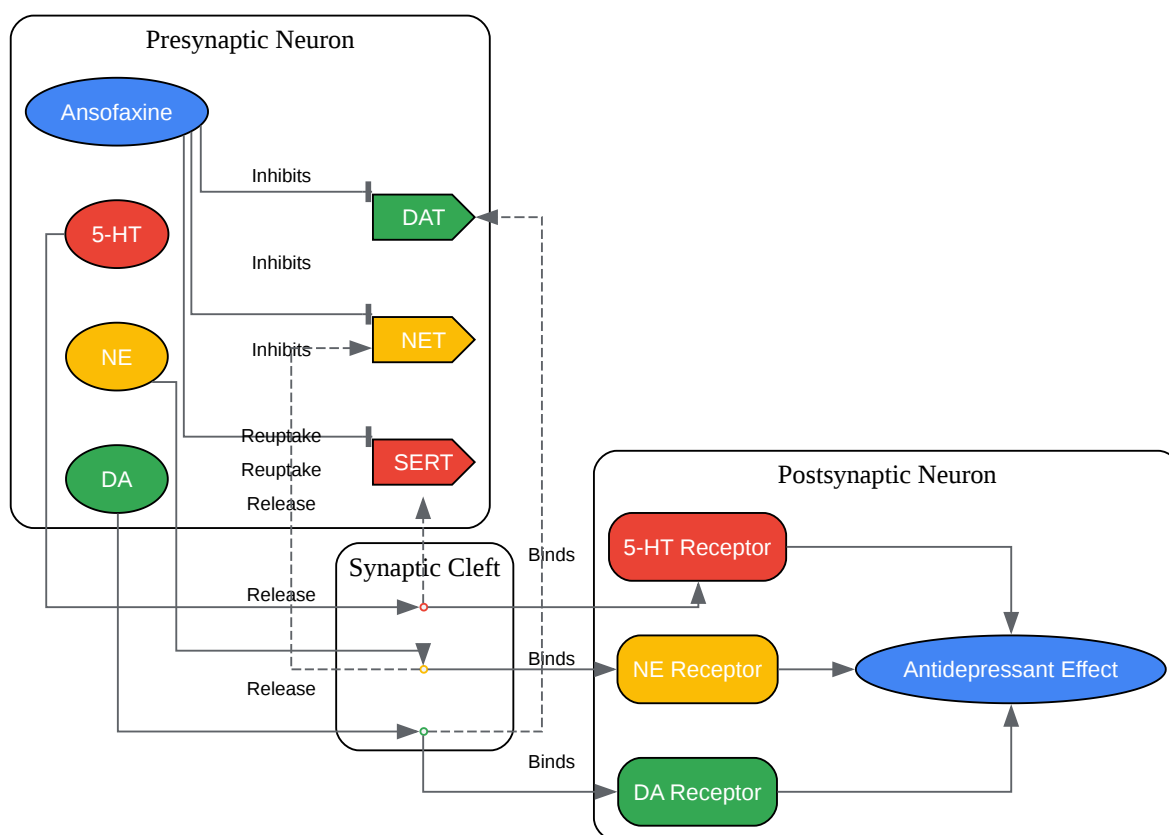 Presynaptic Neuron
Ansofaxine
Inhibits
DAT
5-HT
Inhibits
NET
Inhibits
NE
Reuptake
SERT
Reuptake
DA
Release
Postsynaptic Neuron
5-HT Receptor
Binds
Synaptic Cleft
Release
Binds
NE Receptor
Antidepressant Effect
Release
Binds
DA Receptor